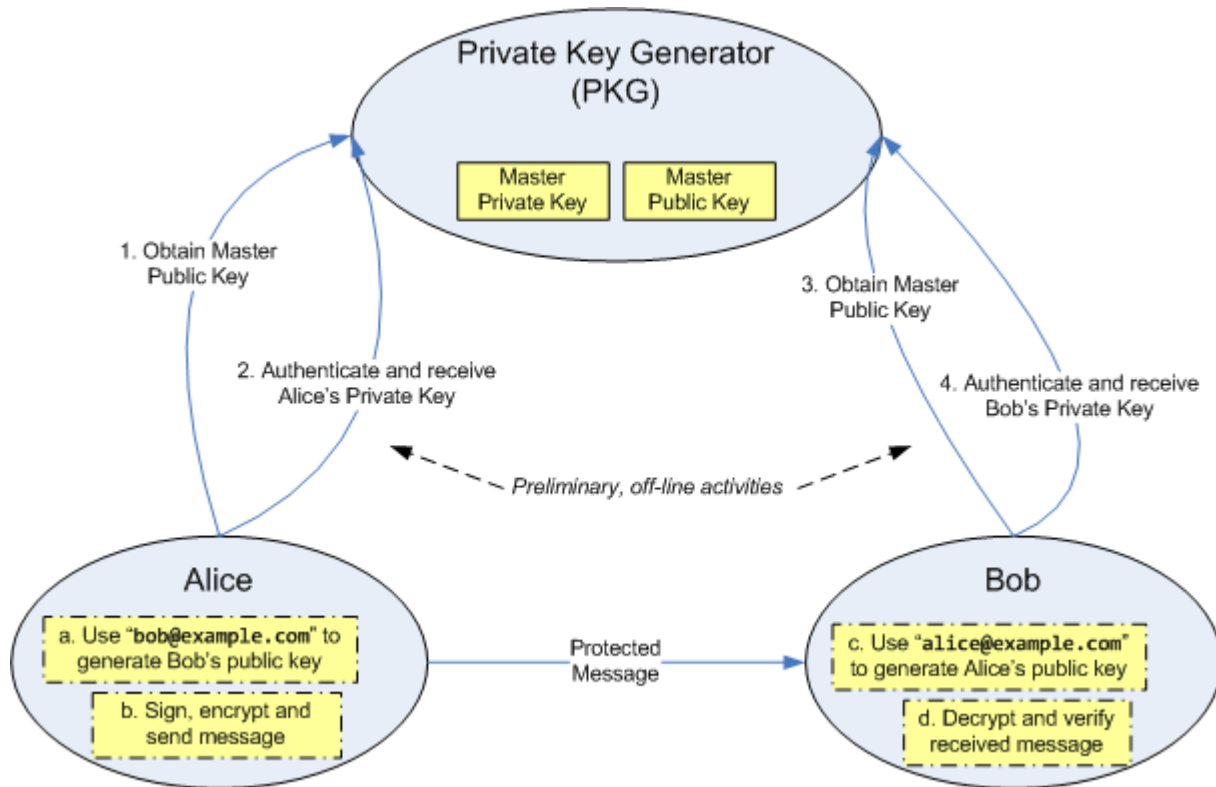 Private Key Generator
(PKG)
Master
Private Key
Master
Public Key
1. Obtain Master
Public Key
2. Authenticate and receive
Alice's Private Key
3. Obtain Master
Public Key
4. Authenticate and receive
Bob's Private Key
Preliminary, off-line activities
Alice
a. Use “bob@example.com” to
generate Bob's public key
b. Sign, encrypt and
send message
Protected
Message
Bob
c. Use “alice@example.com”
to generate Alice's public key
d. Decrypt and verify
received message